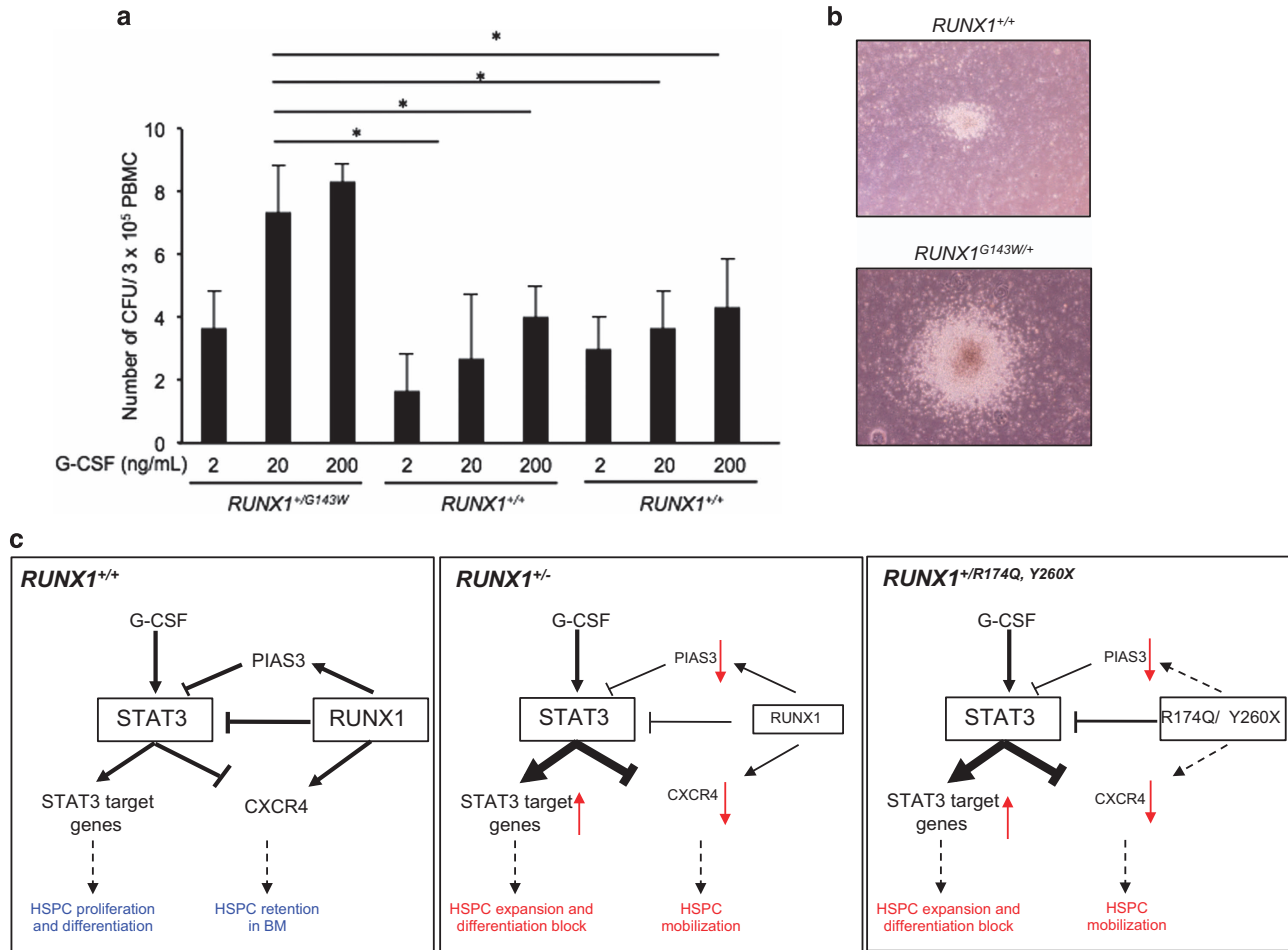 a
*
*
*
*
10
8
6
4
2
0
Number of CFU/ 3 x 10⁵ PBMC
G-CSF (ng/mL) 2 20 200 2 20 200 2 20 200
RUNX1⁺/ᴳ¹⁴³ᵂ RUNX1⁺/⁺ RUNX1⁺/⁺
b
RUNX1⁺/⁺
RUNX1ᴳ¹⁴³ᵂ/⁺
c
RUNX1⁺/⁺
G-CSF
PIAS3
STAT3 RUNX1
STAT3 target
genes
CXCR4
HSPC proliferation
and differentiation
HSPC retention
in BM
RUNX1⁺/⁻
G-CSF
PIAS3
STAT3 RUNX1
STAT3 target
genes
CXCR4
HSPC expansion and
differentiation block
HSPC
mobilization
RUNX1⁺/ᴿ¹⁷⁴Q, ʸ²⁶⁰ˣ
G-CSF
PIAS3
STAT3 R174Q/ Y260X
STAT3 target
genes
CXCR4
HSPC expansion and
differentiation block
HSPC
mobilization